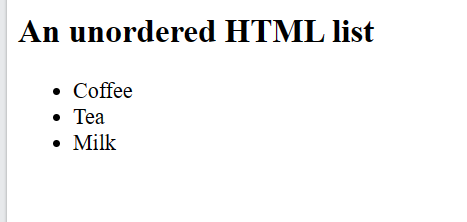 An unordered HTML list
• Coffee
• Tea
• Milk